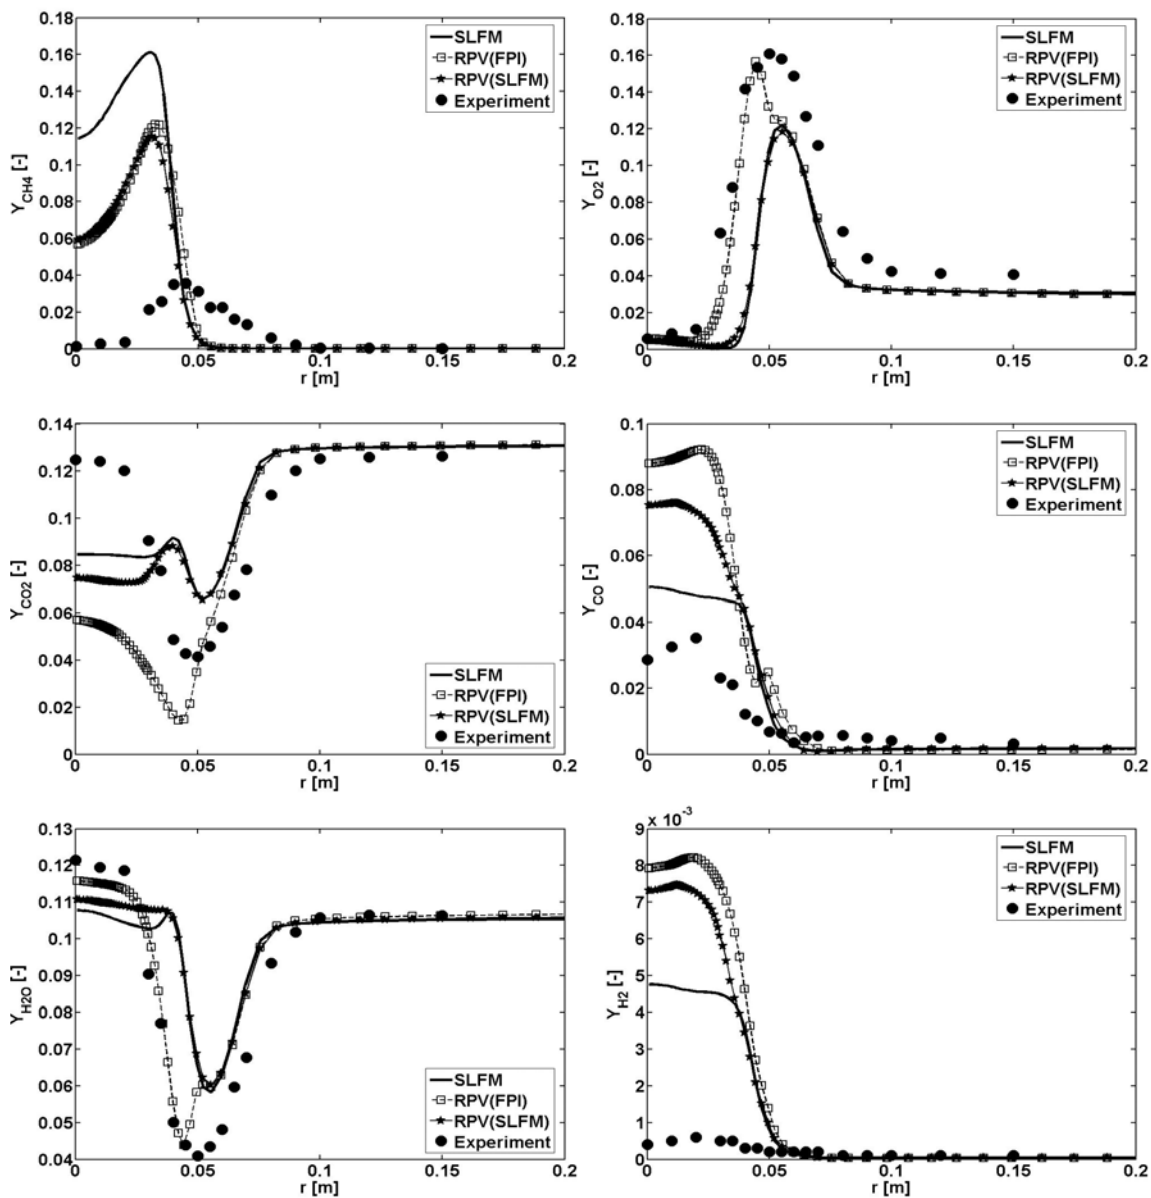 0.18
0.16
0.14
0.12
0.1
0.08
0.06
0.04
0.02
0
Y_CH4 [-]
SLFM
RPV(FPI)
RPV(SLFM)
Experiment
0 0.05 0.1 0.15 0.2
r [m]
0.18
0.16
0.14
0.12
0.1
0.08
0.06
0.04
0.02
0
Y_O2 [-]
SLFM
RPV(FPI)
RPV(SLFM)
Experiment
0 0.05 0.1 0.15 0.2
r [m]
0.14
0.12
0.1
0.08
0.06
0.04
0.02
0
Y_CO2 [-]
SLFM
RPV(FPI)
RPV(SLFM)
Experiment
0 0.05 0.1 0.15 0.2
r [m]
0.1
0.08
0.06
0.04
0.02
0
Y_CO [-]
SLFM
RPV(FPI)
RPV(SLFM)
Experiment
0 0.05 0.1 0.15 0.2
r [m]
0.13
0.12
0.11
0.1
0.09
0.08
0.07
0.06
0.05
0.04
Y_H2O [-]
SLFM
RPV(FPI)
RPV(SLFM)
Experiment
0 0.05 0.1 0.15 0.2
r [m]
x 10^-3
9
8
7
6
5
4
3
2
1
0
Y_H2 [-]
SLFM
RPV(FPI)
RPV(SLFM)
Experiment
0 0.05 0.1 0.15 0.2
r [m]